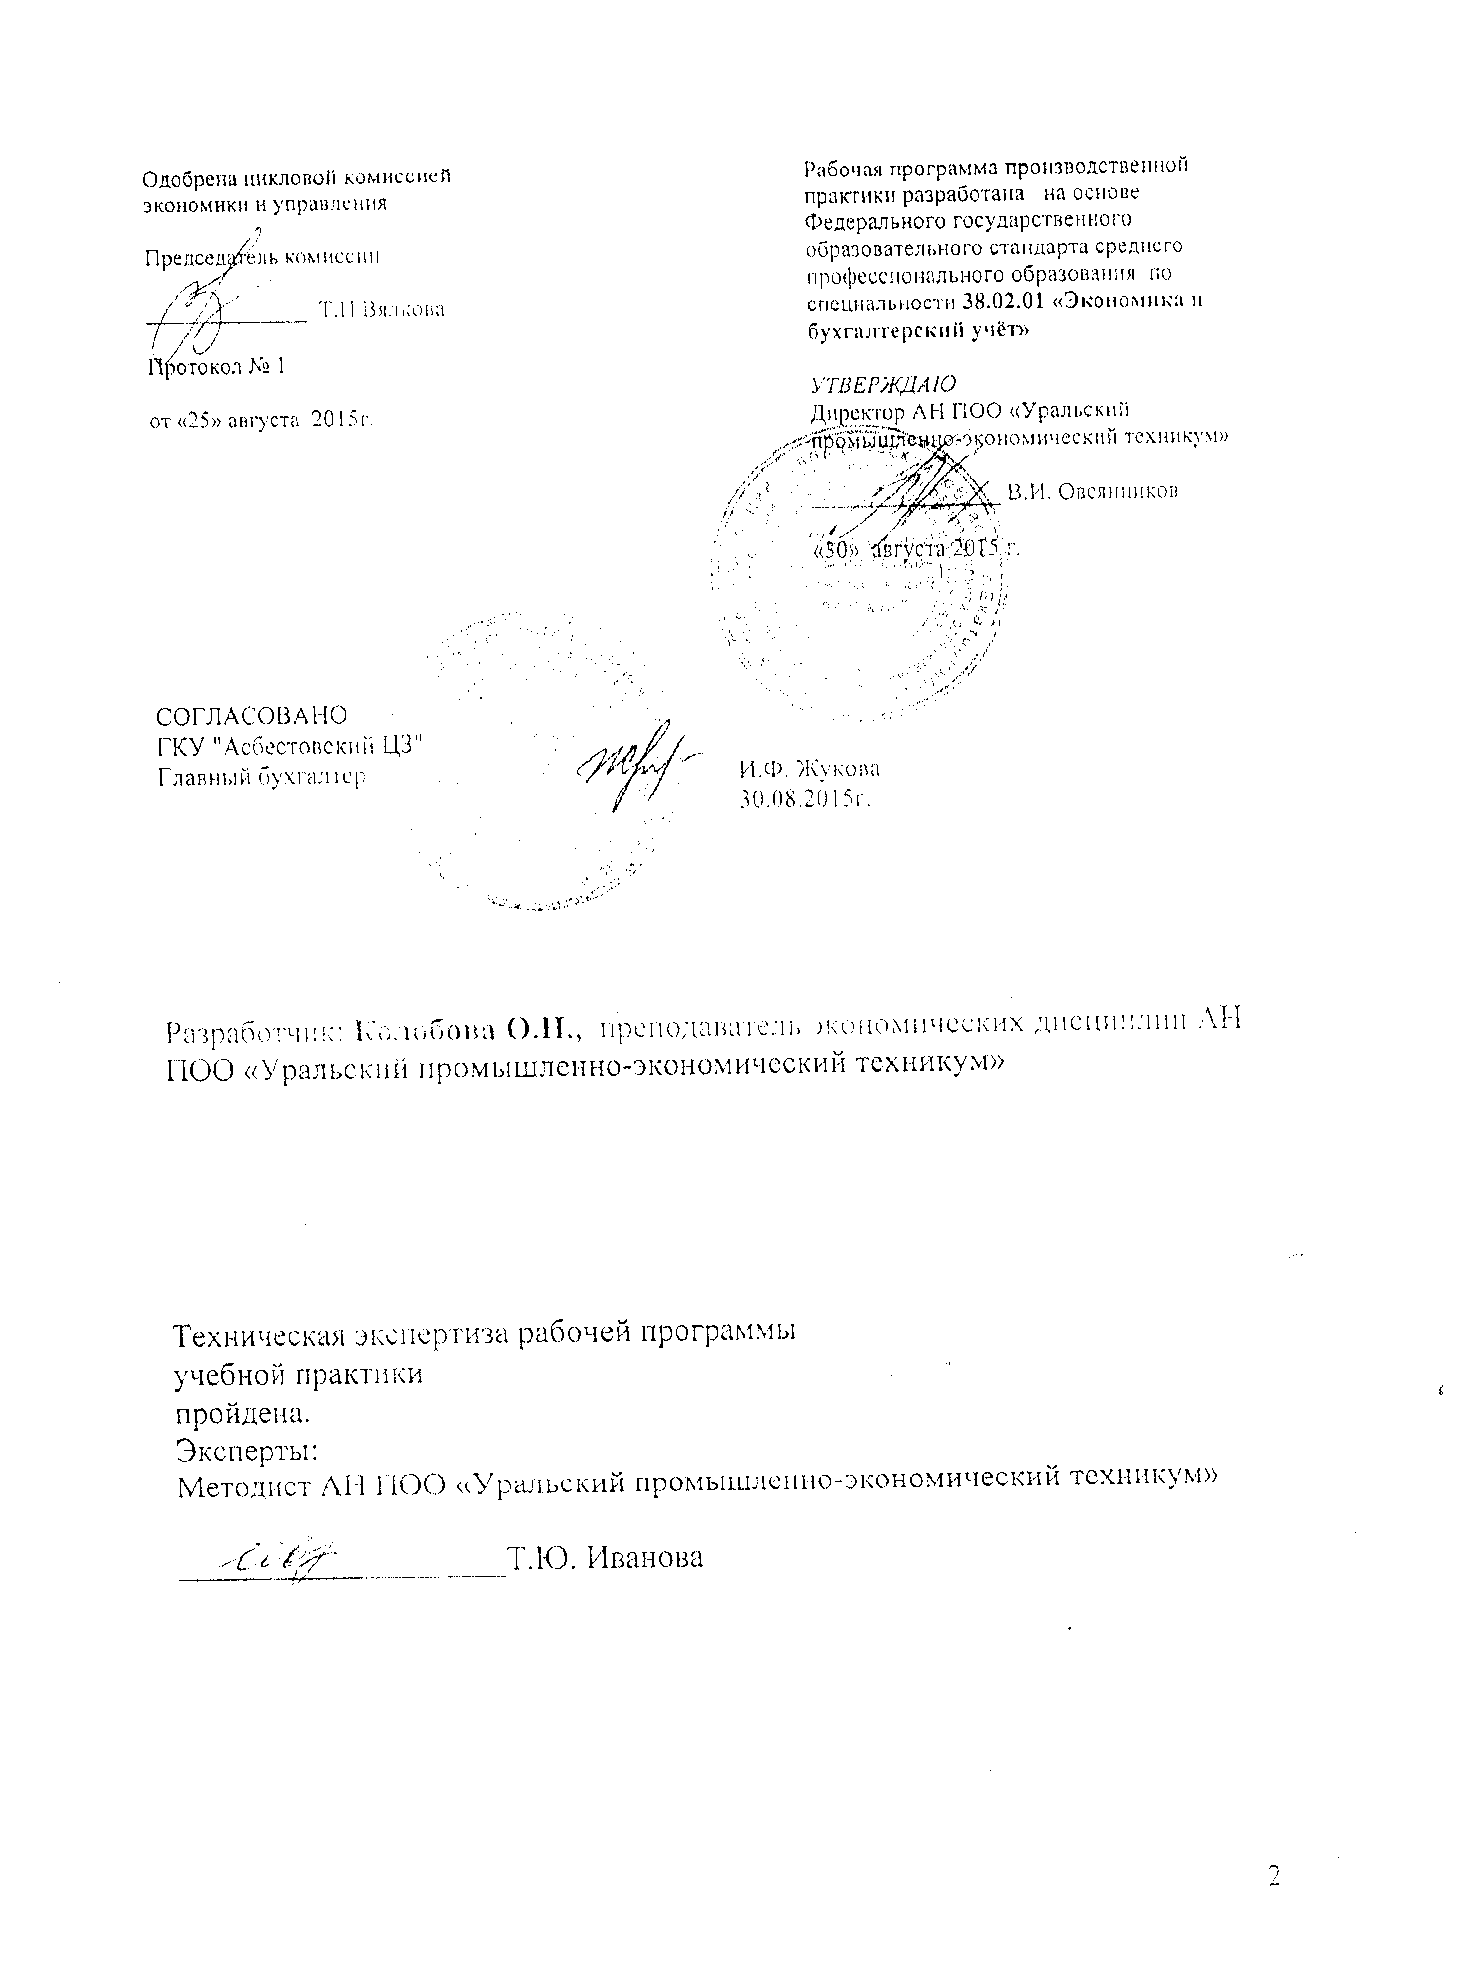 Одобрена цикловой комиссией
экономики и управления
Председатель комиссии
Вялкова
Протокол № 1
от «25» августа 2015г.
Рабочая программа производственной
практики разработана на основе
Федерального государственного
образовательного стандарта среднего
профессионального образования по
специальности 38.02.01 «Экономика и
бухгалтерский учёт»
УТВЕРЖДАЮ
Директор АН ПОО «Уральский
промышленно-экономический техникум»
В.И. Овсянников
«30» августа 2015 г.
СОГЛАСОВАНО
ГКУ "Асбестовский ЦЗ"
Главный бухгалтер
И.Ф. Жукова
30.08.2015г.
Разработчик: Колобова О.И., преподаватель экономических дисциплин АН
ПОО «Уральский промышленно-экономический техникум»
Техническая экспертиза рабочей программы
учебной практики
пройдена.
Эксперты:
Методист АН ПОО «Уральский промышленно-экономический техникум»
Т.Ю. Иванова
2